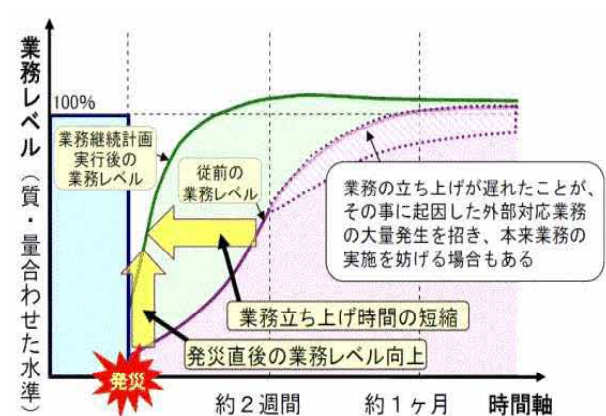 業務レベル（質・量合わせた水準）
100%
業務継続計画
実行後の
業務レベル
従前の
業務レベル
業務の立ち上げが遅れたことが、
その事に起因した外部対応業務
の大量発生を招き、本来業務の
実施を妨げる場合もある
業務立ち上げ時間の短縮
発災直後の業務レベル向上
発災
約２週間
約１ヶ月
時間軸